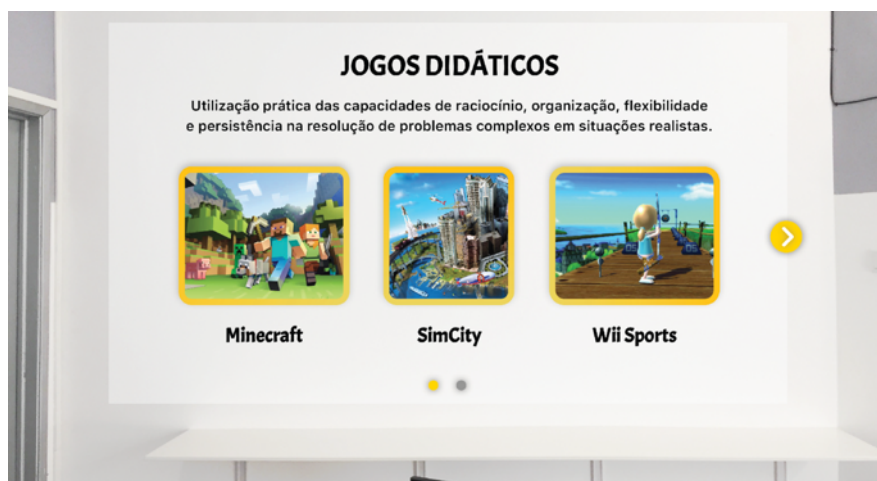 JOGOS DIDÁTICOS
Utilização prática das capacidades de raciocínio, organização, flexibilidade
e persistência na resolução de problemas complexos em situações realistas.
Minecraft
SimCity
Wii Sports